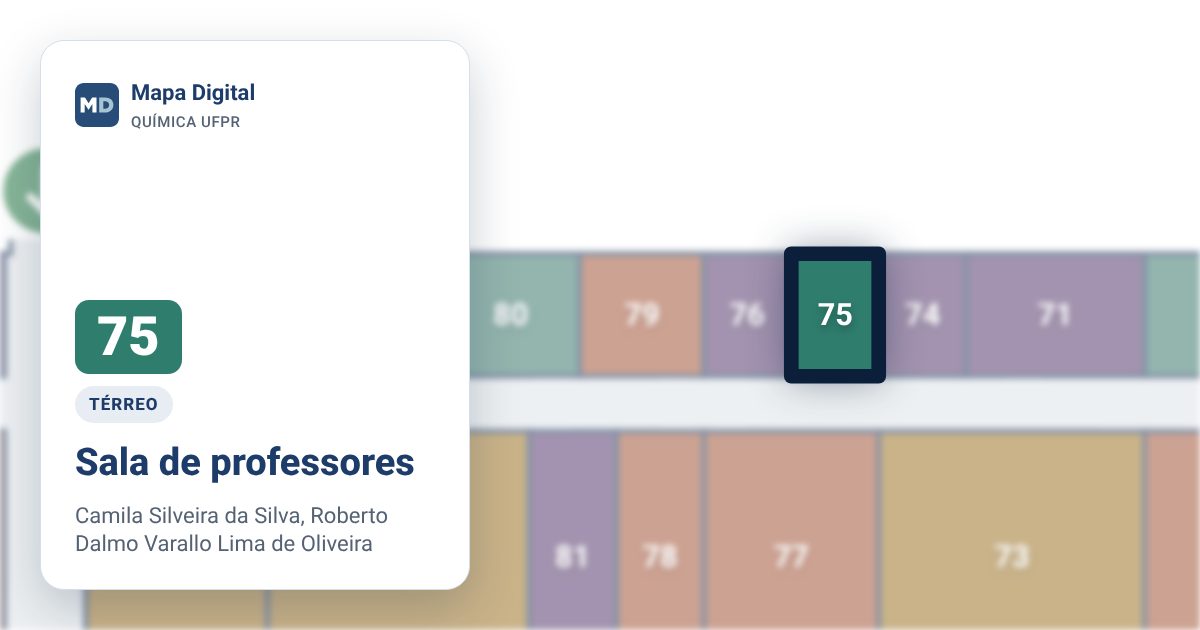 MD
Mapa Digital
QUÍMICA UFPR
75
TÉRREO
Sala de professores
Camila Silveira da Silva, Roberto
Dalmo Varallo Lima de Oliveira
80
79
76
75
74
71
81
78
77
73